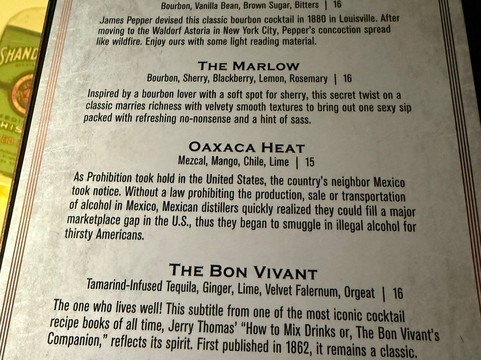 Bourbon, Vanilla Bean, Brown Sugar, Bitters | 16
James Pepper devised this classic bourbon cocktail in 1880 in Louisville. After
moving to the Waldorf Astoria in New York City, Pepper's concoction spread
like wildfire. Enjoy ours with some light reading material.
THE MARLOW
Bourbon, Sherry, Blackberry, Lemon, Rosemary | 16
Inspired by a bourbon lover with a soft spot for sherry, this secret twist on a
classic marries richness with velvety smooth textures to bring out one sexy sip
packed with refreshing no-nonsense and a hint of sass.
OAXACA HEAT
Mezcal, Mango, Chile, Lime | 15
As Prohibition took hold in the United States, the country's neighbor Mexico
took notice. Without a law prohibiting the production, sale or transportation
of alcohol in Mexico, Mexican distillers quickly realized they could fill a major
marketplace gap in the U.S., thus they began to smuggle in illegal alcohol for
thirsty Americans.
THE BON VIVANT
Tamarind-Infused Tequila, Ginger, Lime, Velvet Falernum, Orgeat | 16
The one who lives well! This subtitle from one of the most iconic cocktail
recipe books of all time, Jerry Thomas' "How to Mix Drinks or, The Bon Vivant's
Companion," reflects its spirit. First published in 1862, it remains a classic.